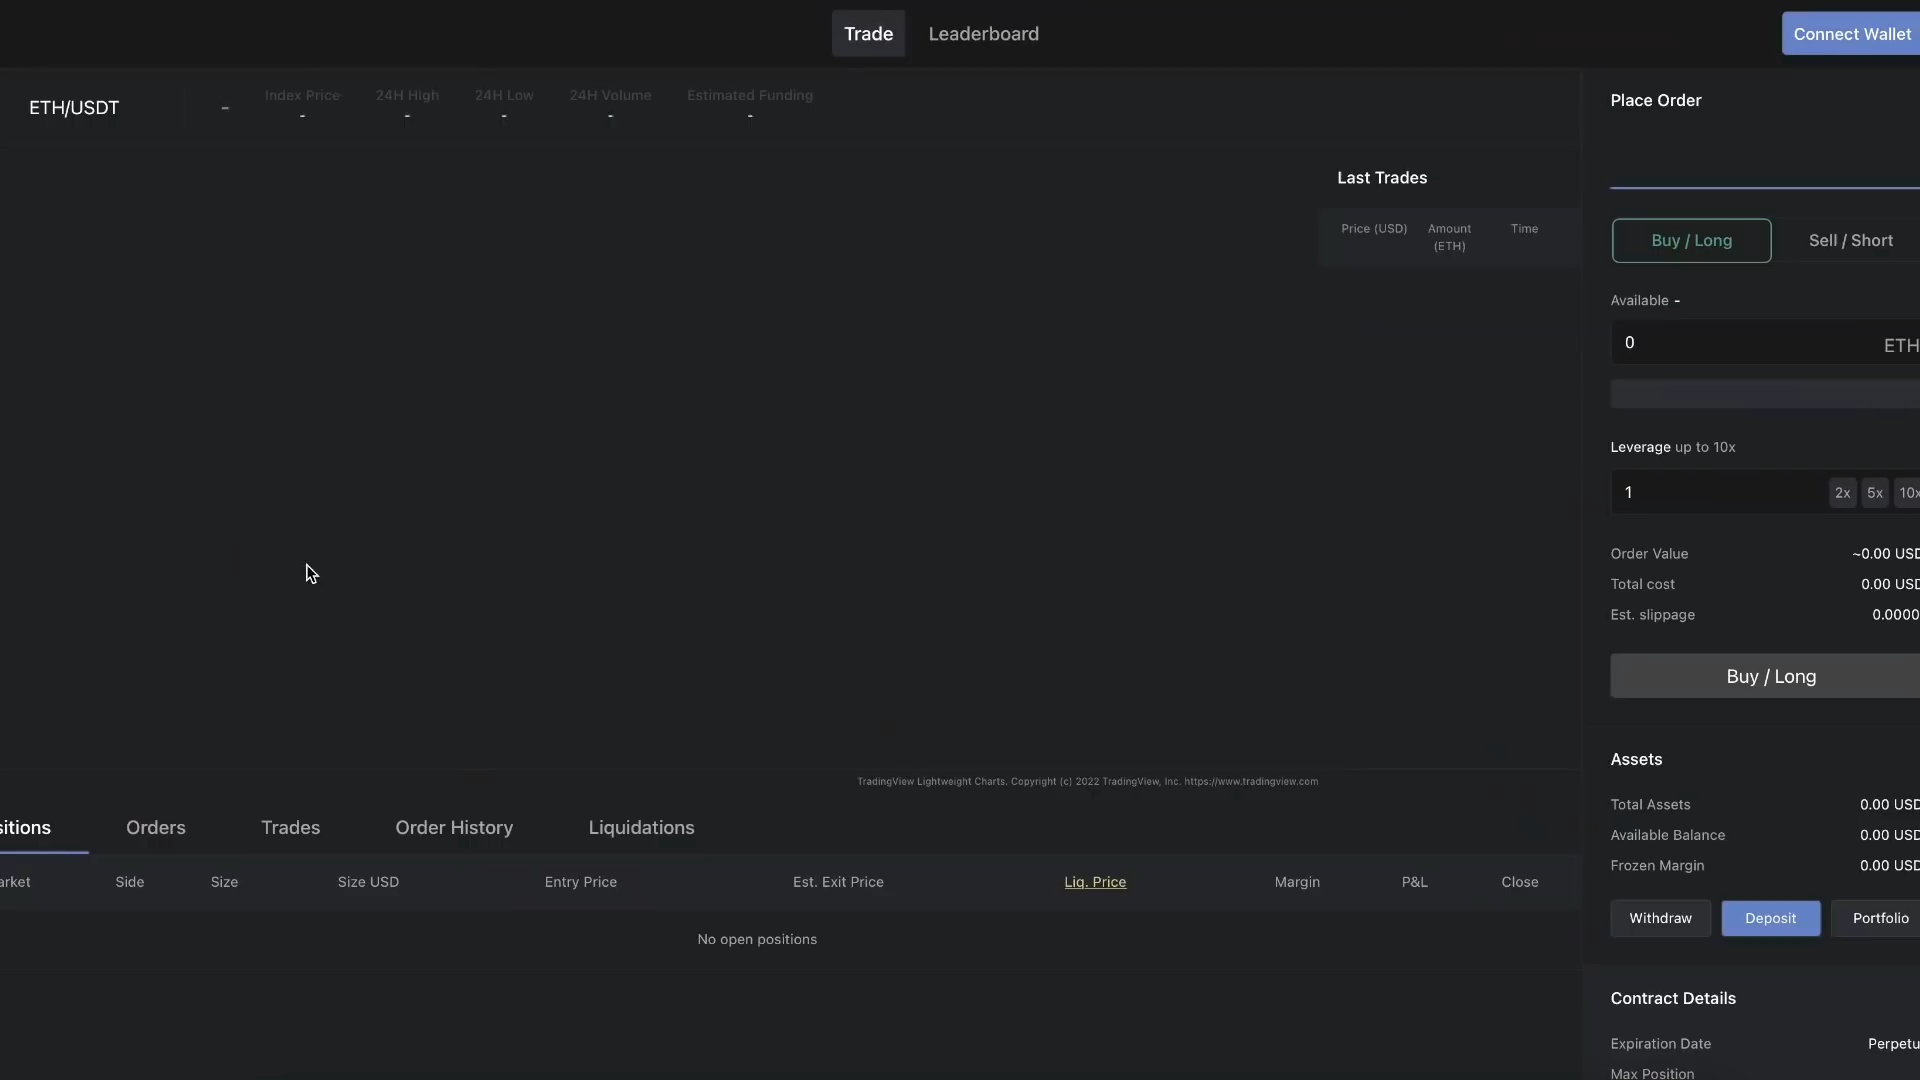 Trade
Leaderboard
Connect Wallet
ETH/USDT
-
Index Price
24H High
24H Low
24H Volume
Estimated Funding
-
-
-
-
-
Last Trades
Price (USD)
Amount
(ETH)
Time
Place Order
Buy / Long
Sell / Short
Available -
0
ETH
Leverage up to 10x
1
2x
5x
10x
Order Value
~0.00 USD
Total cost
0.00 USD
Est. slippage
0.0000
Buy / Long
TradingView Lightweight Charts. Copyright (c) 2022 TradingView, Inc. https://www.tradingview.com
sitions
Orders
Trades
Order History
Liquidations
arket
Side
Size
Size USD
Entry Price
Est. Exit Price
Liq. Price
Margin
P&L
Close
No open positions
Assets
Total Assets
0.00 USD
Available Balance
0.00 USD
Frozen Margin
0.00 USD
Withdraw
Deposit
Portfolio
Contract Details
Expiration Date
Perpetu
Max Position